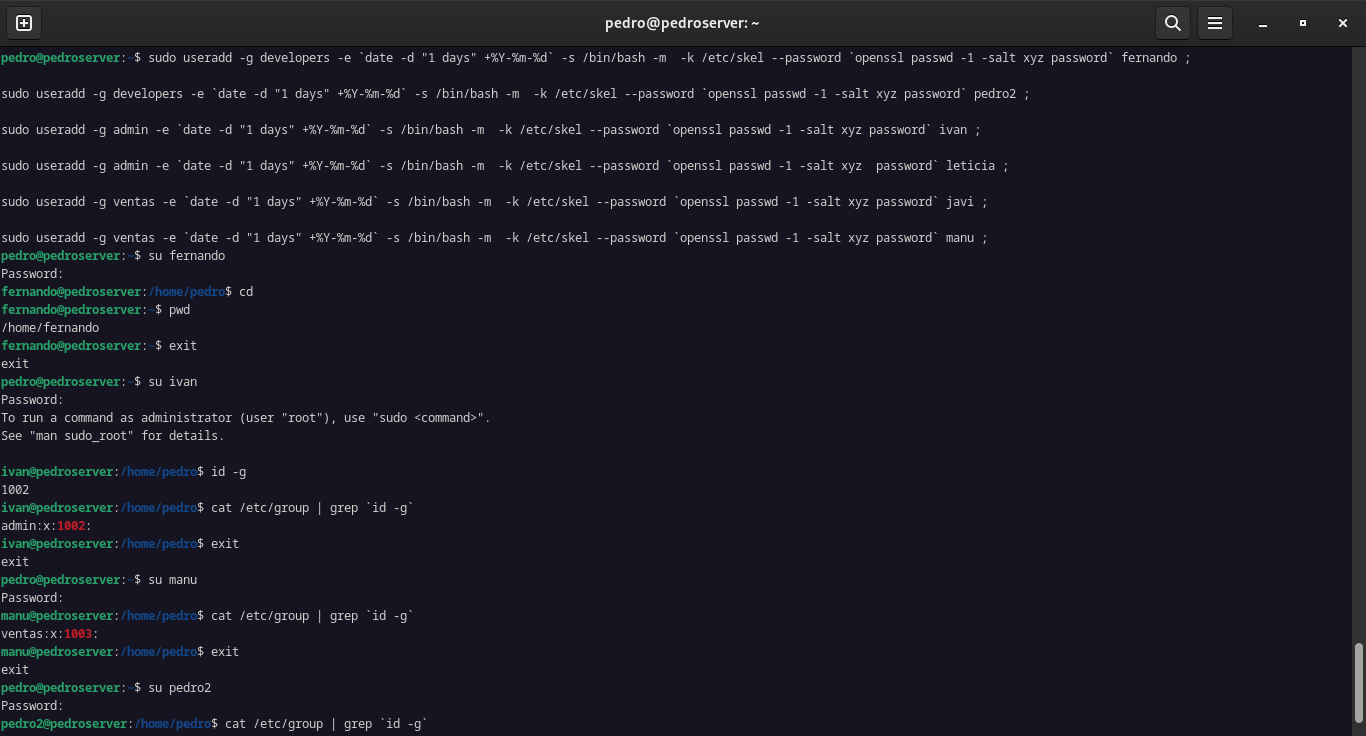 pedro@pedroserver: ~
pedro@pedroserver:~$ sudo useradd -g developers -e `date -d "1 days" +%Y-%m-%d` -s /bin/bash -m  -k /etc/skel --password `openssl passwd -1 -salt xyz password` fernando ;
sudo useradd -g developers -e `date -d "1 days" +%Y-%m-%d` -s /bin/bash -m  -k /etc/skel --password `openssl passwd -1 -salt xyz password` pedro2 ;
sudo useradd -g admin -e `date -d "1 days" +%Y-%m-%d` -s /bin/bash -m  -k /etc/skel --password `openssl passwd -1 -salt xyz password` ivan ;
sudo useradd -g admin -e `date -d "1 days" +%Y-%m-%d` -s /bin/bash -m  -k /etc/skel --password `openssl passwd -1 -salt xyz  password` leticia ;
sudo useradd -g ventas -e `date -d "1 days" +%Y-%m-%d` -s /bin/bash -m  -k /etc/skel --password `openssl passwd -1 -salt xyz password` javi ;
sudo useradd -g ventas -e `date -d "1 days" +%Y-%m-%d` -s /bin/bash -m  -k /etc/skel --password `openssl passwd -1 -salt xyz password` manu ;
pedro@pedroserver:~$ su fernando
Password:
fernando@pedroserver:/home/pedro$ cd
fernando@pedroserver:~$ pwd
/home/fernando
fernando@pedroserver:~$ exit
exit
pedro@pedroserver:~$ su ivan
Password:
To run a command as administrator (user "root"), use "sudo <command>".
See "man sudo_root" for details.
ivan@pedroserver:/home/pedro$ id -g
1002
ivan@pedroserver:/home/pedro$ cat /etc/group | grep `id -g`
admin:x:1002:
ivan@pedroserver:/home/pedro$ exit
exit
pedro@pedroserver:~$ su manu
Password:
manu@pedroserver:/home/pedro$ cat /etc/group | grep `id -g`
ventas:x:1003:
manu@pedroserver:/home/pedro$ exit
exit
pedro@pedroserver:~$ su pedro2
Password:
pedro2@pedroserver:/home/pedro$ cat /etc/group | grep `id -g`